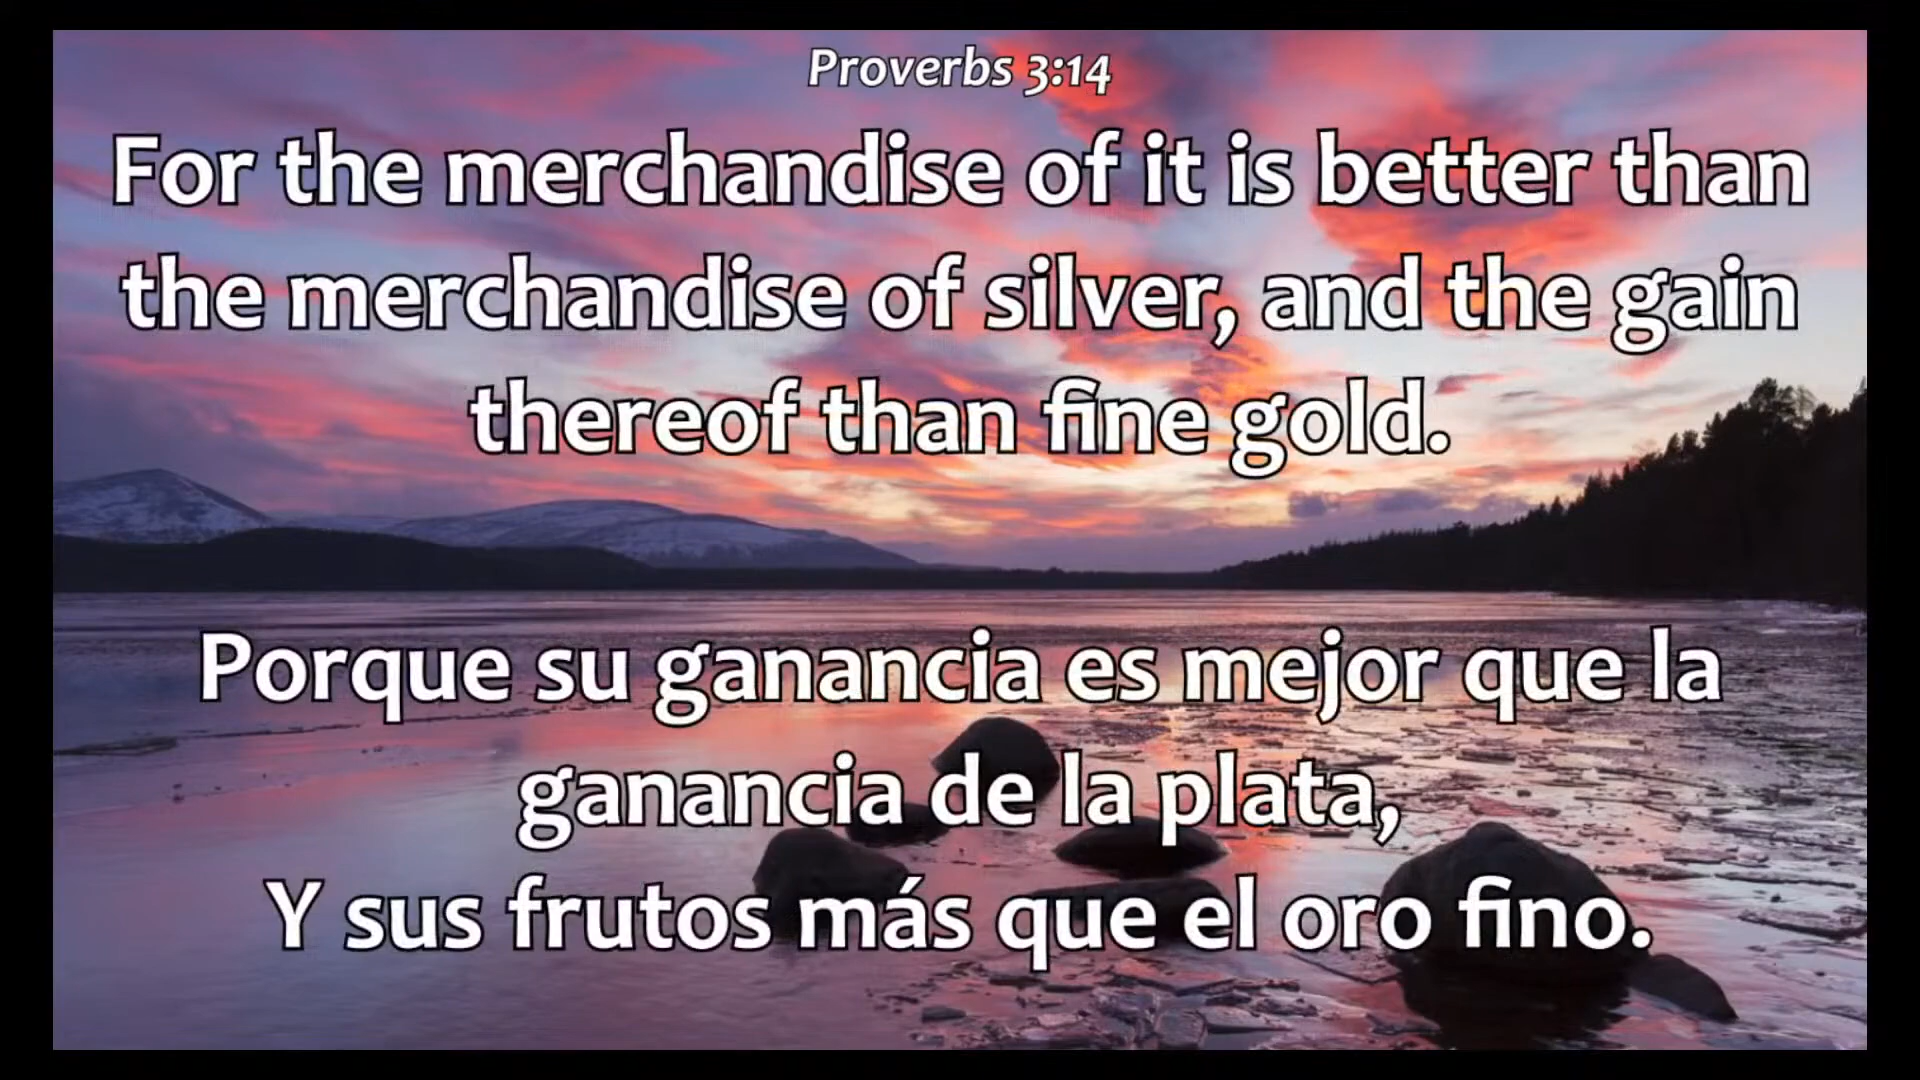 Proverbs 3:14
For the merchandise of it is better than
the merchandise of silver, and the gain
thereof than fine gold.
Porque su ganancia es mejor que la
ganancia de la plata,
Y sus frutos más que el oro fino.